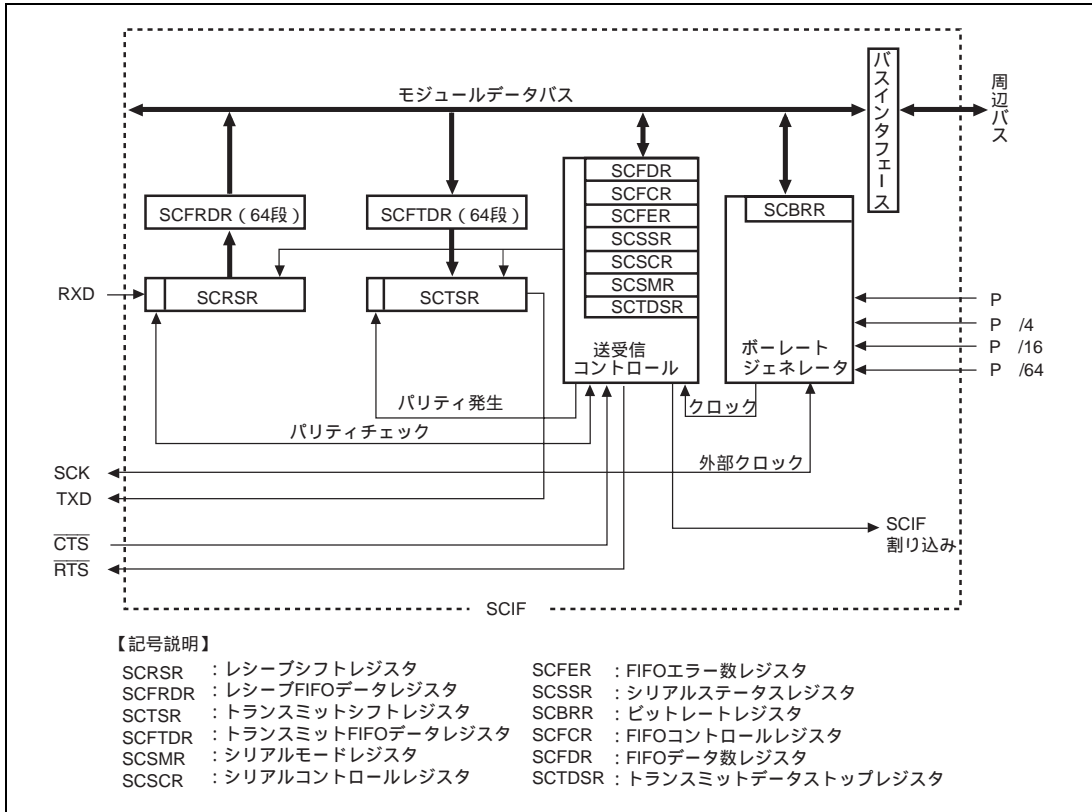 モジュールデータバス
バスインタフェース
周辺バス
SCFRDR（64段）
SCFTDR（64段）
SCFDR
SCFCR
SCFER
SCSSR
SCSCR
SCSMR
SCTDSR
送受信
コントロール
SCBRR
ボーレート
ジェネレータ
RXD
SCRSR
SCTSR
P
P /4
P /16
P /64
パリティ発生
クロック
パリティチェック
外部クロック
SCK
TXD
CTS
RTS
SCIF
割り込み
SCIF
【記号説明】
SCRSR ：レシーブシフトレジスタ
SCFRDR ：レシーブFIFOデータレジスタ
SCTSR ：トランスミットシフトレジスタ
SCFTDR ：トランスミットFIFOデータレジスタ
SCSMR ：シリアルモードレジスタ
SCSCR ：シリアルコントロールレジスタ
SCFER ：FIFOエラー数レジスタ
SCSSR ：シリアルステータスレジスタ
SCBRR ：ビットレートレジスタ
SCFCR ：FIFOコントロールレジスタ
SCFDR ：FIFOデータ数レジスタ
SCTDSR ：トランスミットデータストップレジスタ